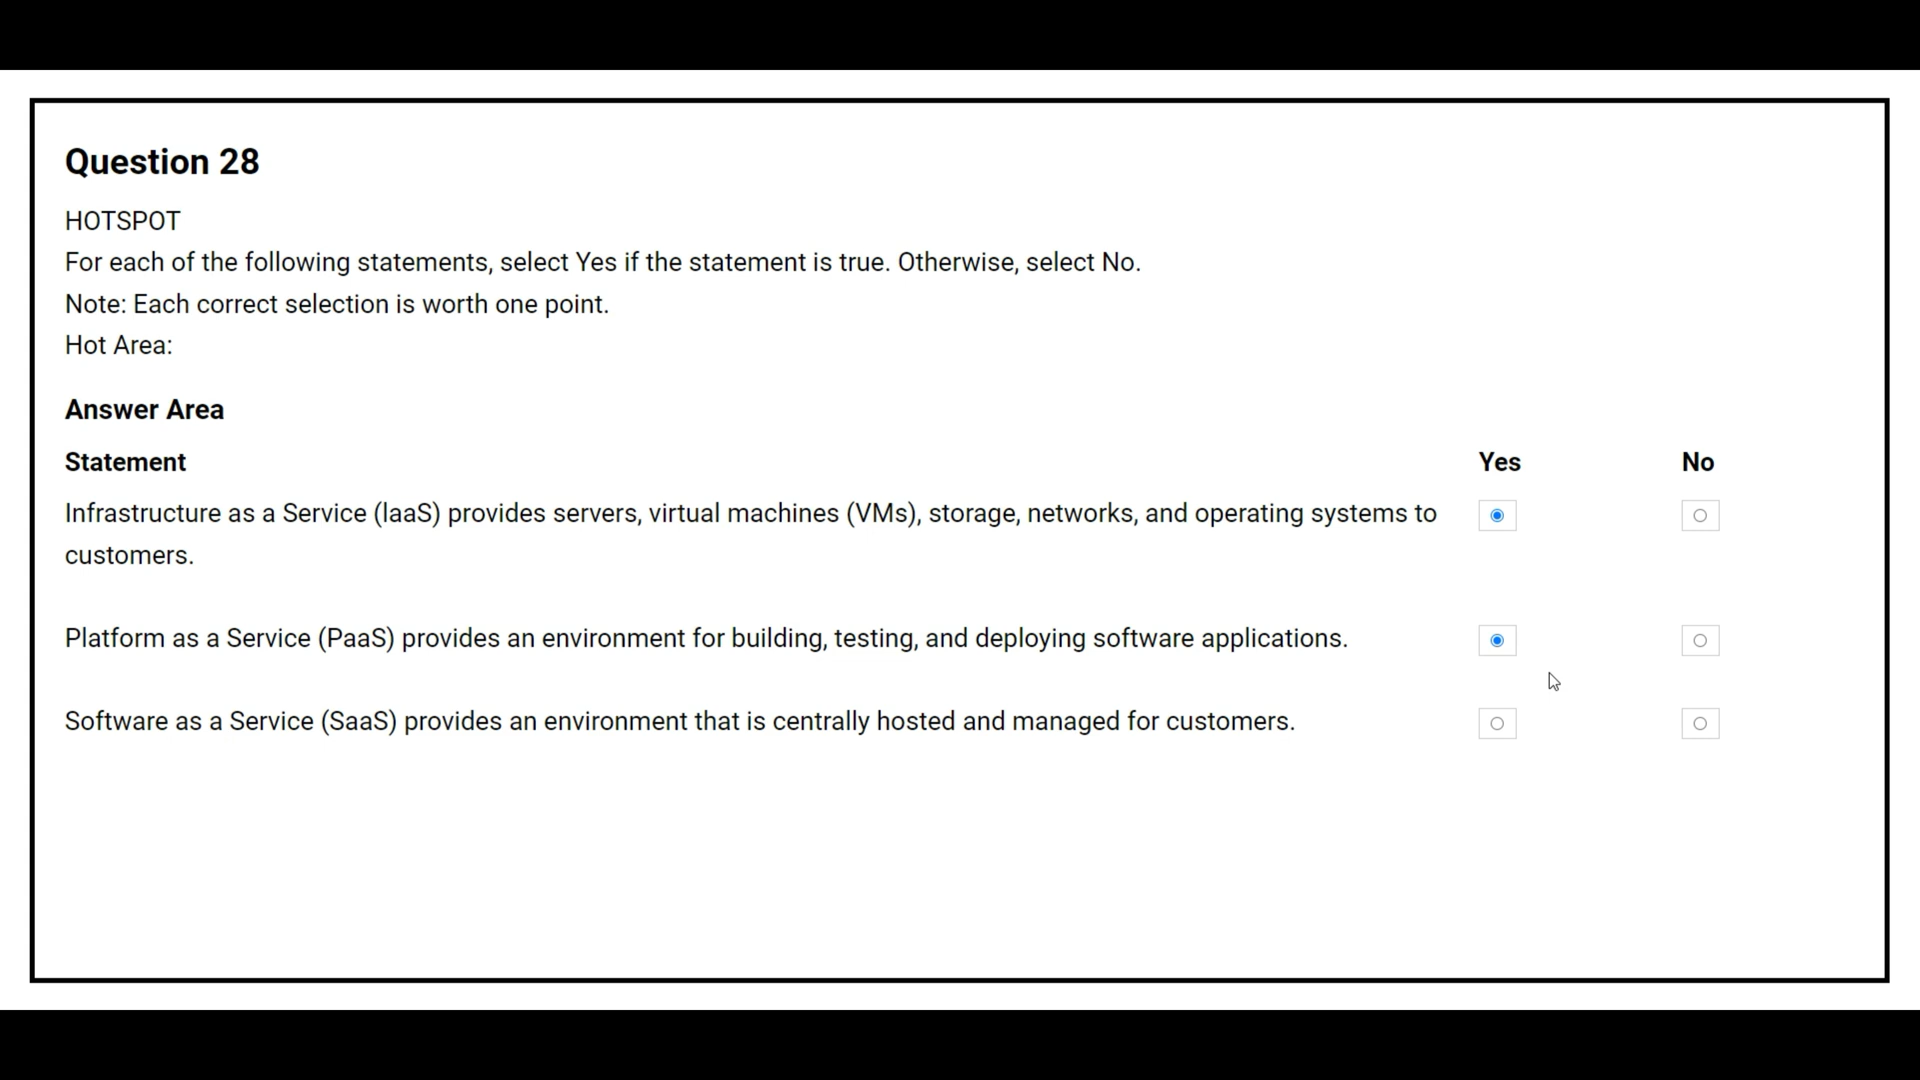 Question 28
HOTSPOT
For each of the following statements, select Yes if the statement is true. Otherwise, select No.
Note: Each correct selection is worth one point.
Hot Area:
Answer Area
Statement Yes No
Infrastructure as a Service (IaaS) provides servers, virtual machines (VMs), storage, networks, and operating systems to
customers.
Platform as a Service (PaaS) provides an environment for building, testing, and deploying software applications.
Software as a Service (SaaS) provides an environment that is centrally hosted and managed for customers.